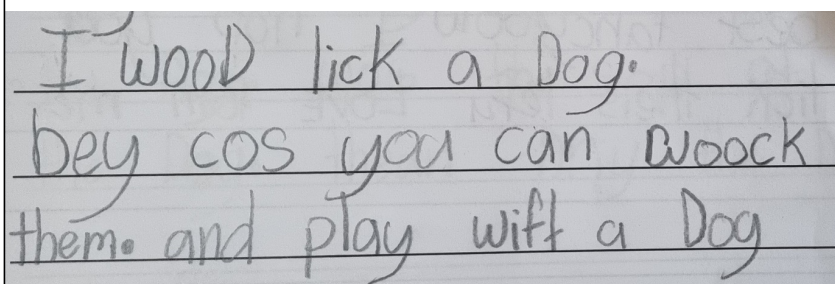 I wooD lick a Dog.
bey cos you can woock
them. and play wift a Dog